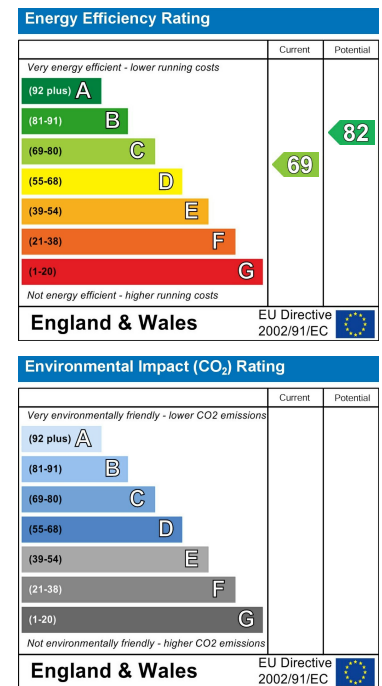 Energy Efficiency Rating
Current Potential
Very energy efficient - lower running costs
(92 plus) A
(81-91) B
82
(69-80) C
69
(55-68) D
(39-54) E
(21-38) F
(1-20) G
Not energy efficient - higher running costs
England & Wales
EU Directive
2002/91/EC
Environmental Impact (CO₂) Rating
Current Potential
Very environmentally friendly - lower CO2 emissions
(92 plus) A
(81-91) B
(69-80) C
(55-68) D
(39-54) E
(21-38) F
(1-20) G
Not environmentally friendly - higher CO2 emissions
England & Wales
EU Directive
2002/91/EC